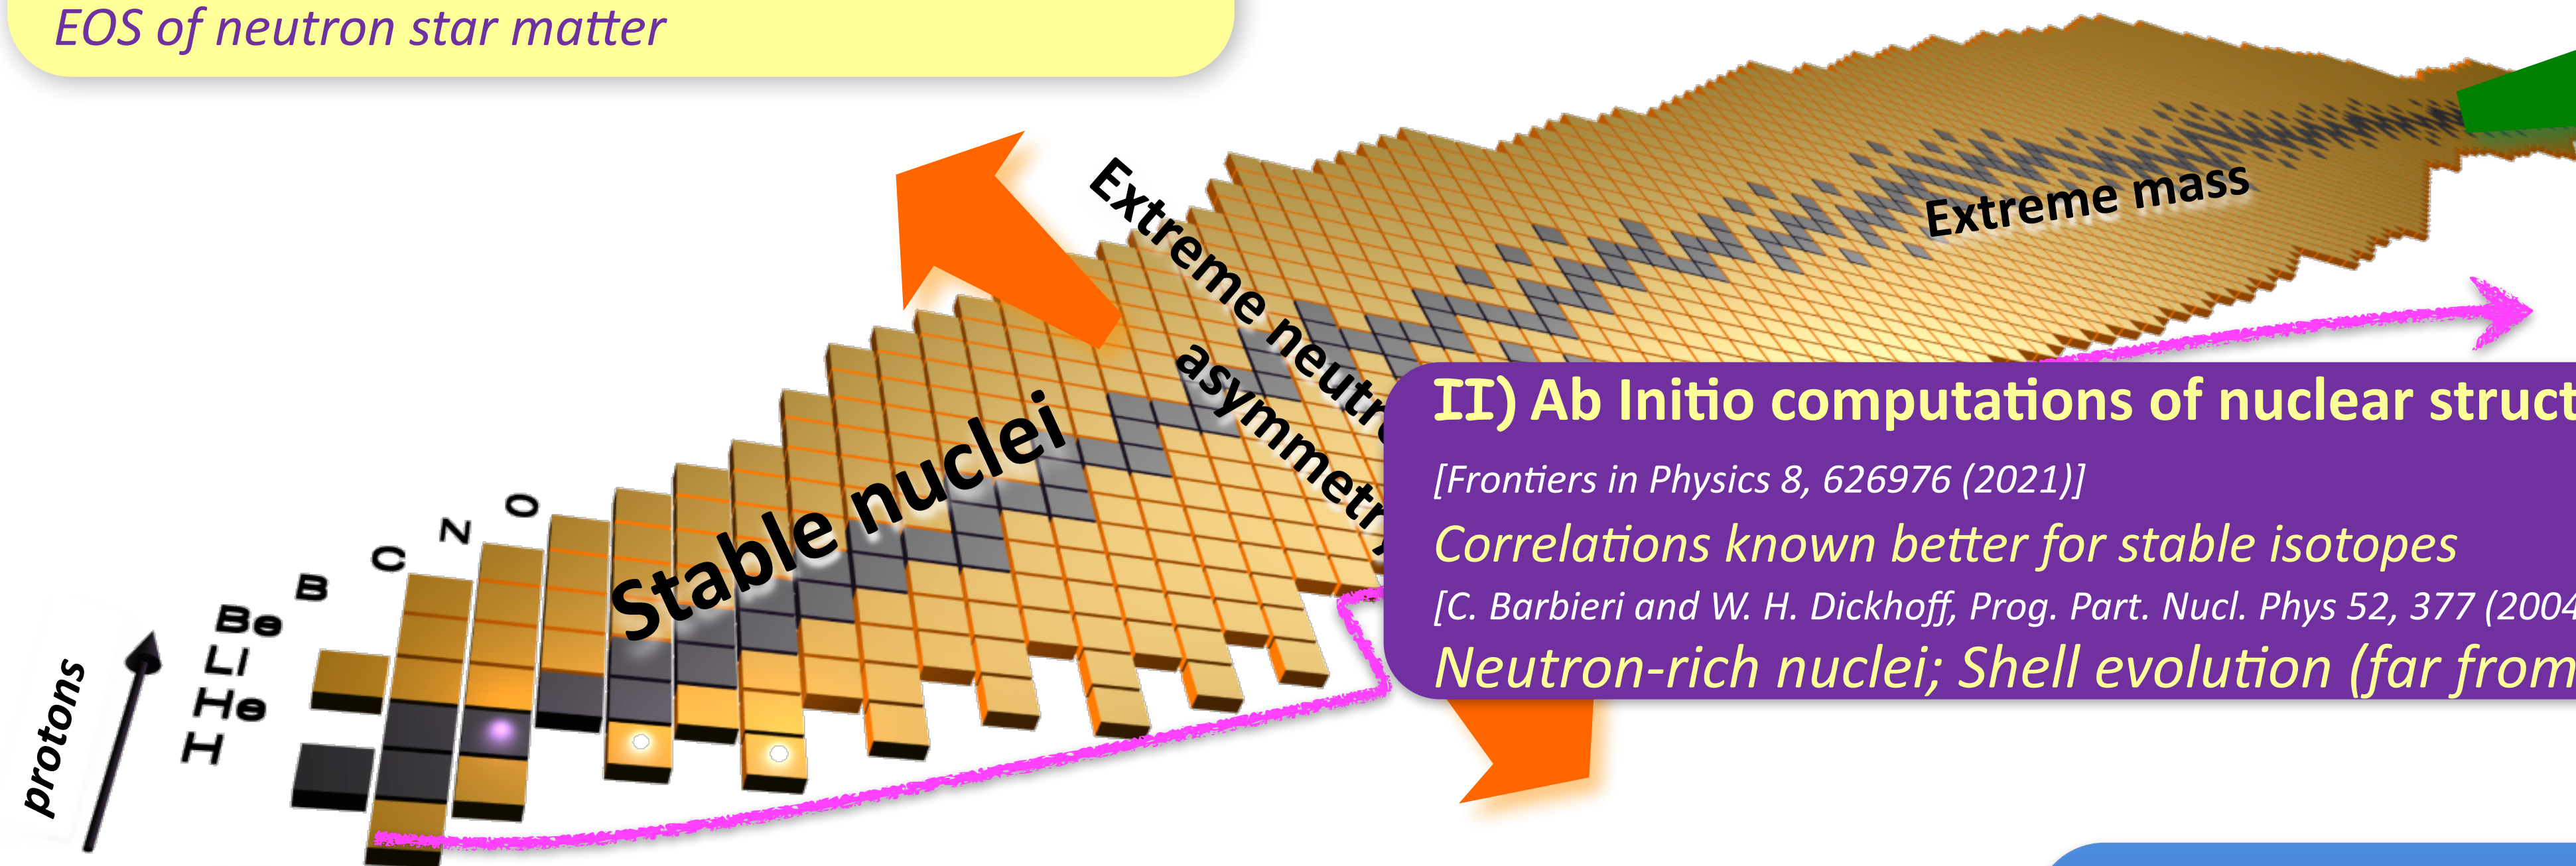 EOS of neutron star matter
Extreme
asymmetry
Extreme mass
Stable nuclei
O
N
C
B
Be
Li
He
H
protons
II) Ab Initio computations of nuclear
[Frontiers in Physics 8, 626976 (2021)]
Correlations known better for stable isotopes
[C. Barbieri and W. H. Dickhoff, Prog. Part. Nucl. Phys 52, 377 (2004
Neutron-rich nuclei; Shell evolution (far from